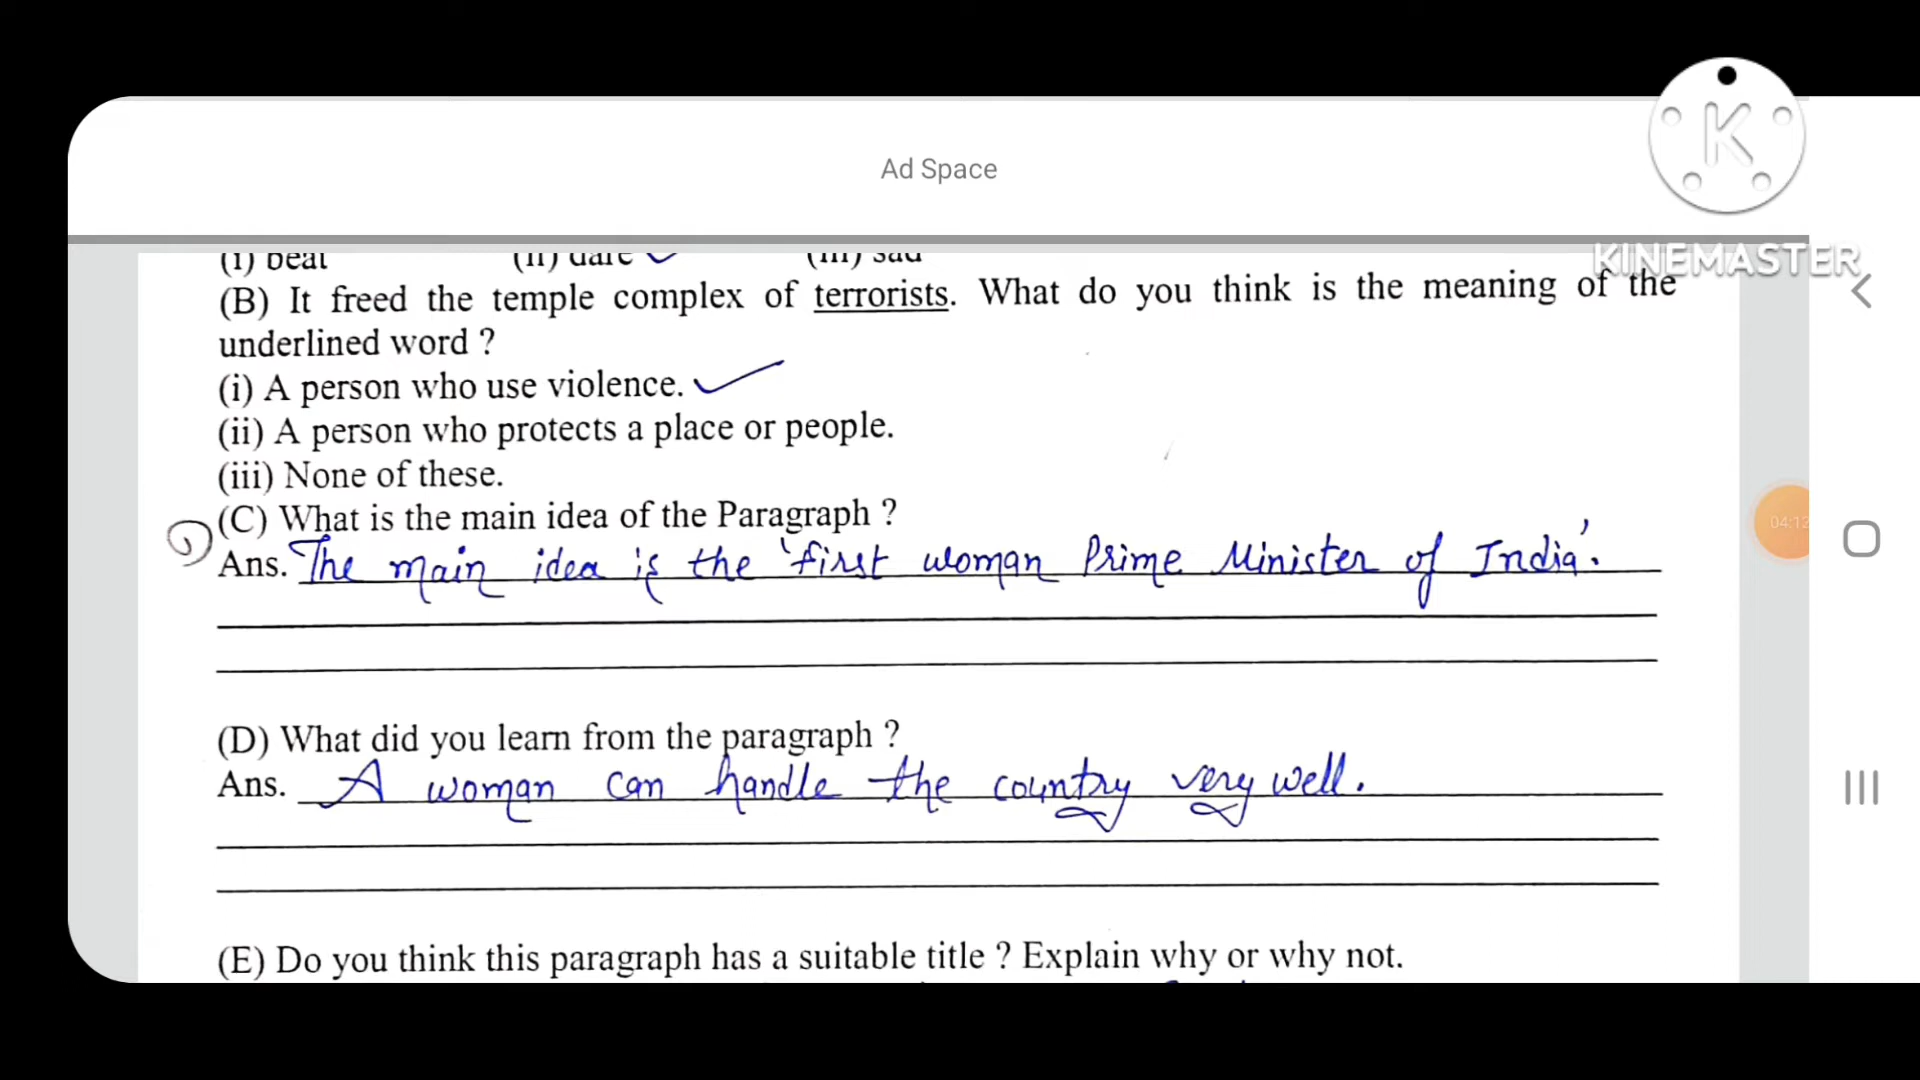 Ad Space
KINEMASTER
(i) beat (ii) dare (iii) sad
(B) It freed the temple complex of terrorists. What do you think is the meaning of the
underlined word ?
(i) A person who use violence.
(ii) A person who protects a place or people.
(iii) None of these.
(C) What is the main idea of the Paragraph ?
Ans. The main idea is the 'first woman Prime Minister of India'.
(D) What did you learn from the paragraph ?
Ans. A woman can handle the country very well.
(E) Do you think this paragraph has a suitable title ? Explain why or why not.
04:12